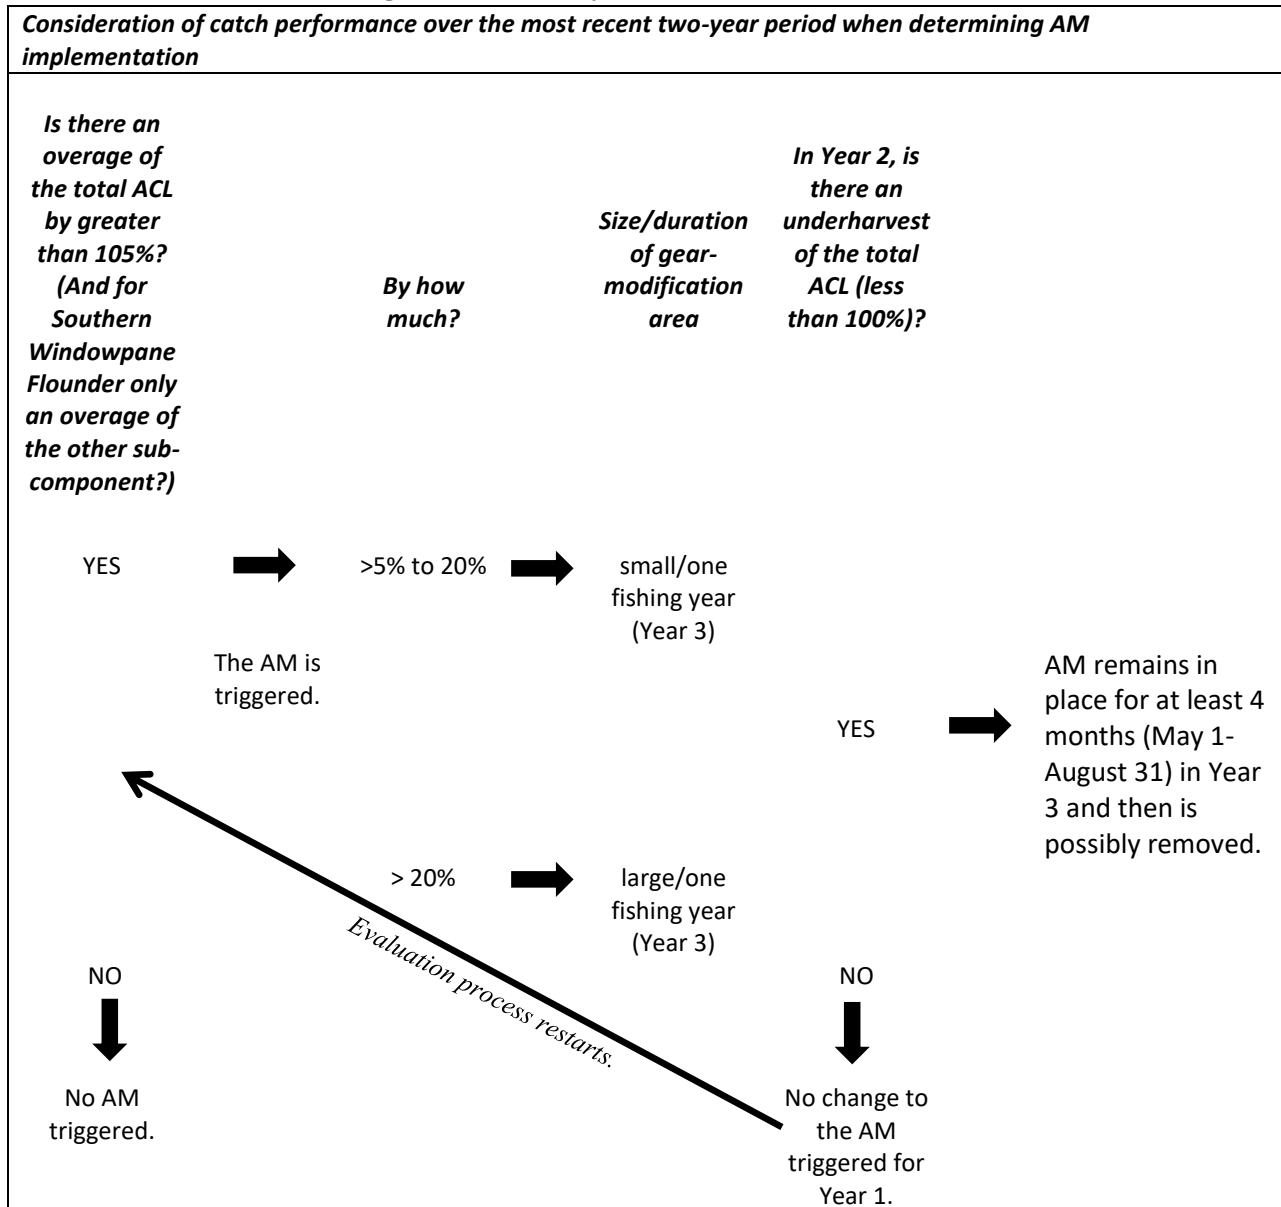 Consideration of catch performance over the most recent two-year period when determining AM
implementation
Is there an
overage of
the total ACL
by greater
than 105%?
(And for
Southern
Windowpane
Flounder only
an overage of
the other sub-
component?)
By how
much?
Size/duration
of gear-
modification
area
In Year 2, is
there an
underharvest
of the total
ACL (less
than 100%)?
YES
>5% to 20%
small/one
fishing year
(Year 3)
The AM is
triggered.
YES
AM remains in
place for at least 4
months (May 1-
August 31) in Year
3 and then is
possibly removed.
> 20%
large/one
fishing year
(Year 3)
Evaluation process restarts.
NO
No AM
triggered.
NO
No change to
the AM
triggered for
Year 1.